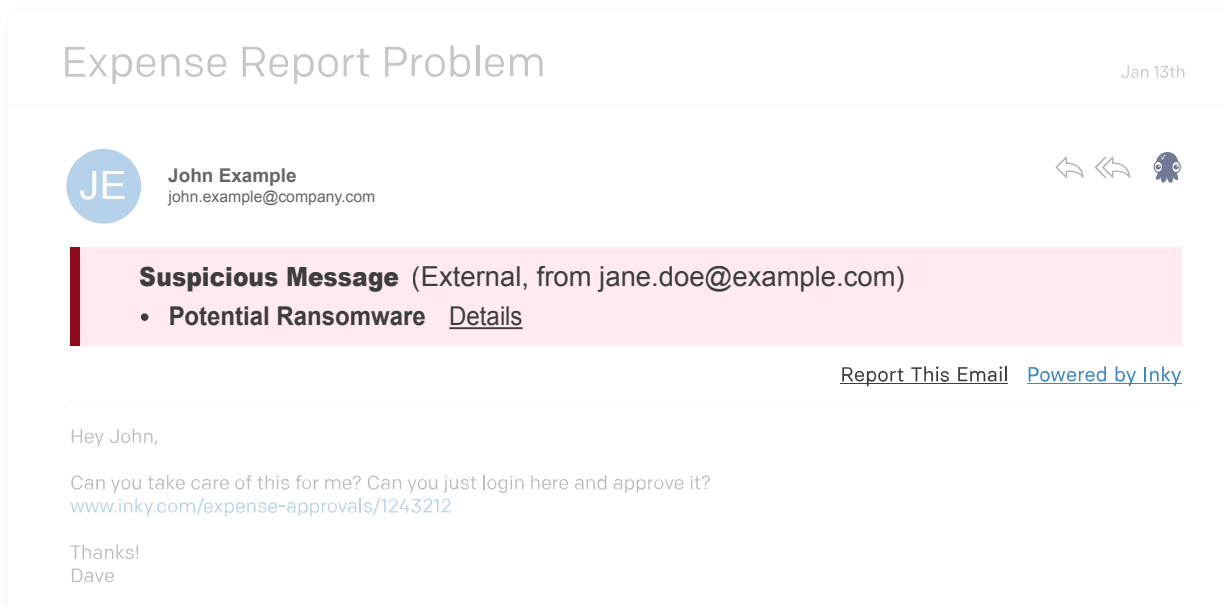 Expense Report Problem
Jan 13th
JE
John Example
john.example@company.com
Suspicious Message (External, from jane.doe@example.com)
• Potential Ransomware Details
Report This Email Powered by Inky
Hey John,
Can you take care of this for me? Can you just login here and approve it?
www.inky.com/expense-approvals/1243212
Thanks!
Dave